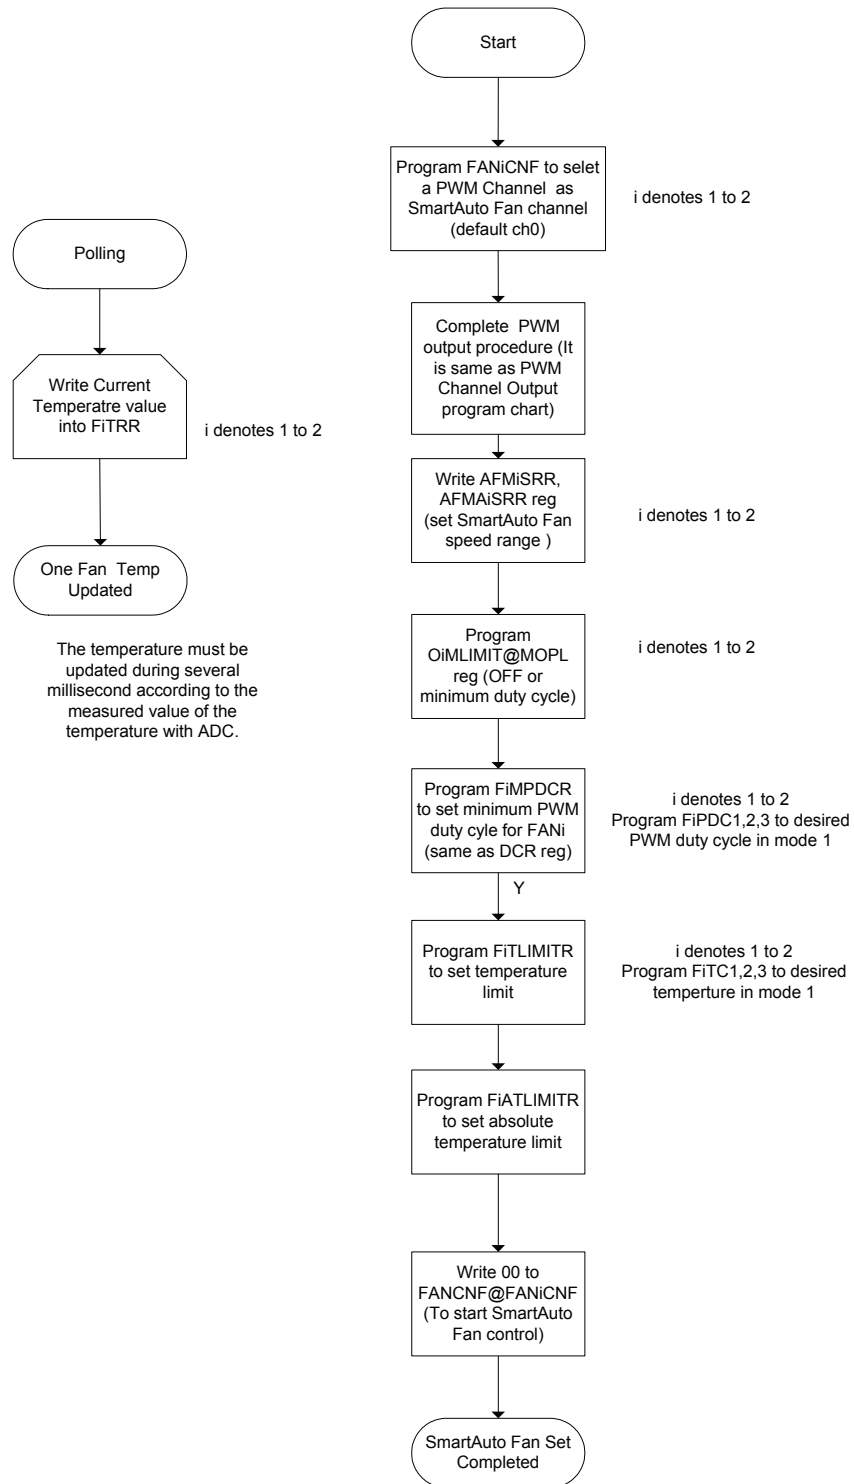 Start
Program FANiCNF to selet
a PWM Channel as
SmartAuto Fan channel
(default ch0)
i denotes 1 to 2
Polling
Write Current
Temperatre value
into FiTRR
i denotes 1 to 2
One Fan Temp
Updated
The temperature must be
updated during several
millisecond according to the
measured value of the
temperature with ADC.
Complete PWM
output procedure (It
is same as PWM
Channel Output
program chart)
Write AFMiSRR,
AFMAiSRR reg
(set SmartAuto Fan
speed range )
i denotes 1 to 2
Program
OiMLIMIT@MOPL
reg (OFF or
minimum duty cycle)
i denotes 1 to 2
Program FiMPDCR
to set minimum PWM
duty cyle for FANi
(same as DCR reg)
i denotes 1 to 2
Program FiPDC1,2,3 to desired
PWM duty cycle in mode 1
Y
Program FiTLIMITR
to set temperature
limit
i denotes 1 to 2
Program FiTC1,2,3 to desired
temperture in mode 1
Program FiATLIMITR
to set absolute
temperature limit
Write 00 to
FANCNF@FANiCNF
(To start SmartAuto
Fan control)
SmartAuto Fan Set
Completed